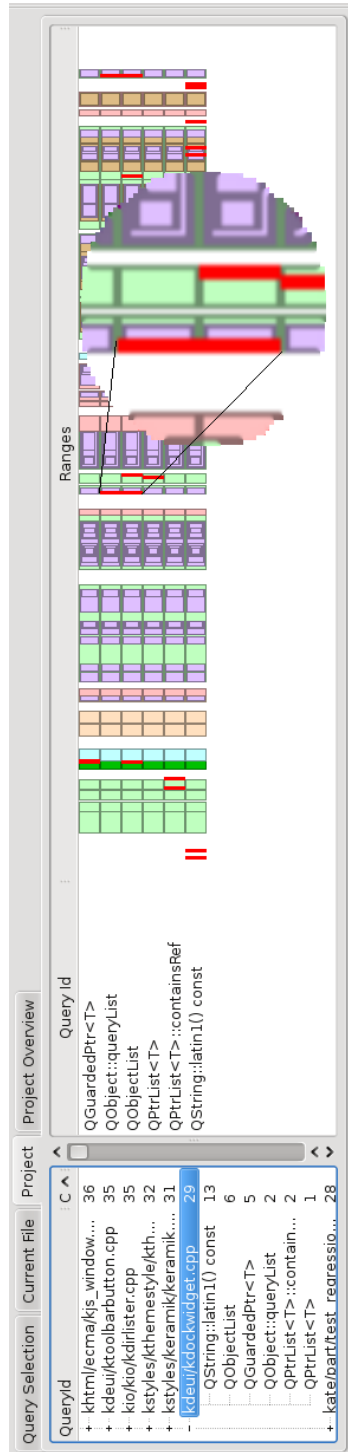 Query Selection
Current File
Project
Project Overview
QueryId
C
khtml/ecma/kjs_window.... 36
kdeui/ktoolbarbutton.cpp 35
kio/kio/kdirlister.cpp 35
kstyles/kthemestyle/kth... 32
kstyles/keramik/keramik.... 31
kdeui/kdockwidget.cpp 29
QString::latin1() const 13
QObjectList 6
QGuardedPtr<T> 5
QObject::queryList 2
QPtrList<T>::contain... 2
QPtrList<T> 1
kate/part/test_regressio... 28
Query Id
Ranges
QGuardedPtr<T>
QObject::queryList
QObjectList
QPtrList<T>
QPtrList<T>::containsRef
QString::latin1() const